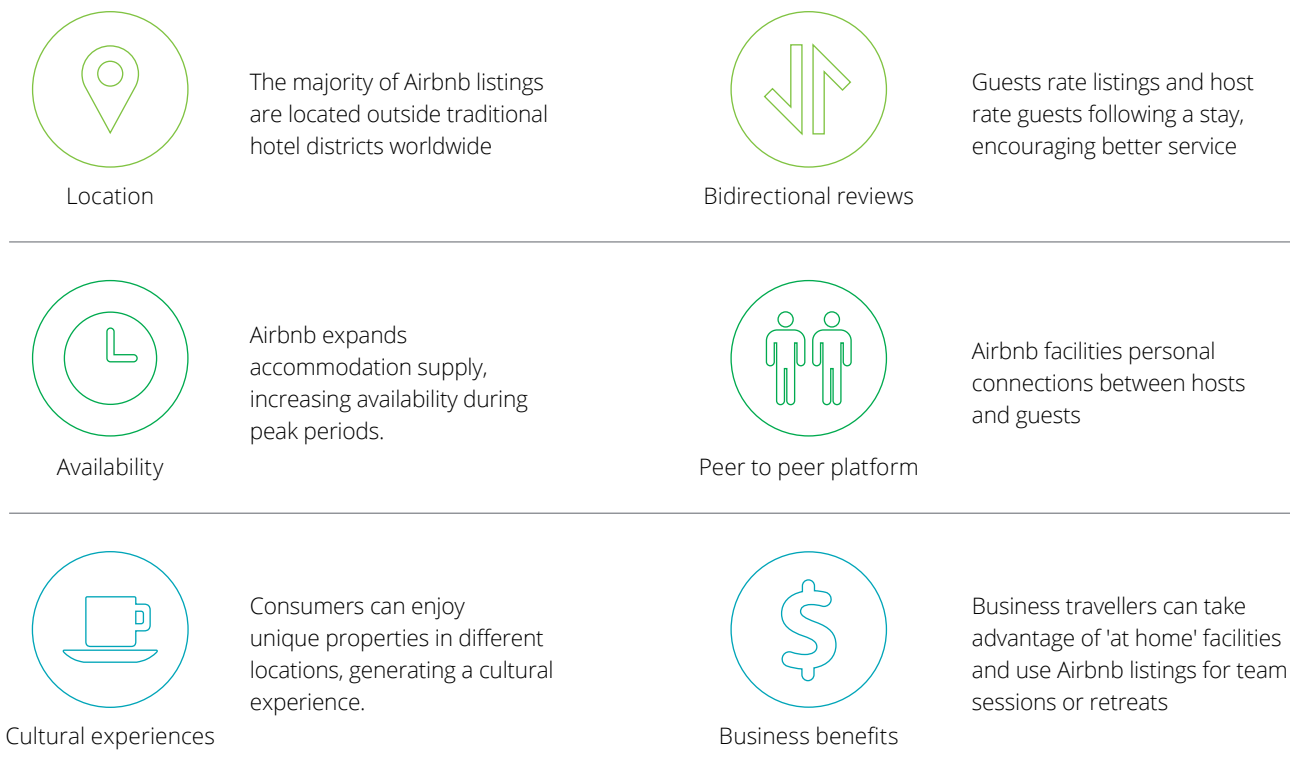 The majority of Airbnb listings
are located outside traditional
hotel districts worldwide
Location
Guests rate listings and host
rate guests following a stay,
encouraging better service
Bidirectional reviews
Airbnb expands
accommodation supply,
increasing availability during
peak periods.
Availability
Airbnb facilities personal
connections between hosts
and guests
Peer to peer platform
Consumers can enjoy
unique properties in different
locations, generating a cultural
experience.
Cultural experiences
Business travellers can take
advantage of 'at home' facilities
and use Airbnb listings for team
sessions or retreats
Business benefits